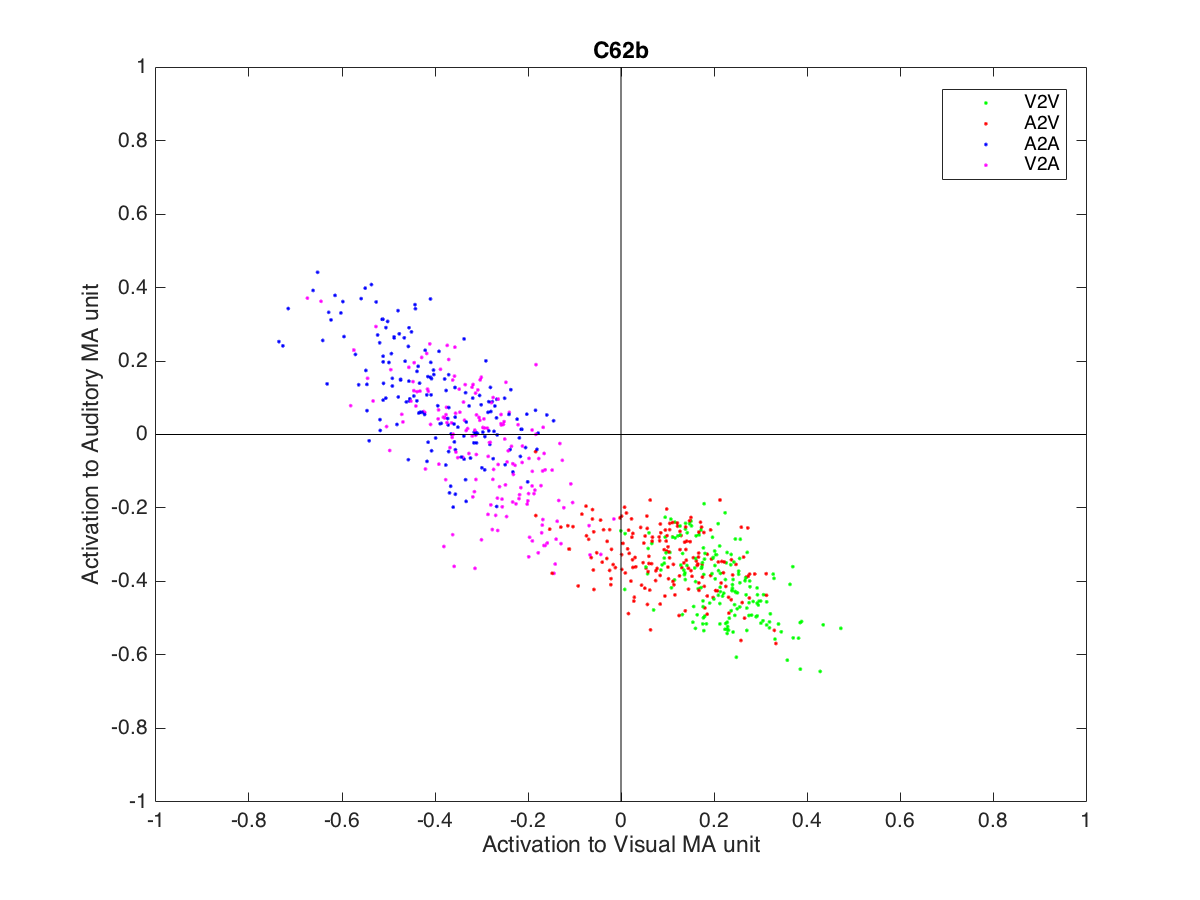 C62b
V2V
A2V
A2A
V2A
1
0.8
0.6
0.4
0.2
0
-0.2
-0.4
-0.6
-0.8
-1
Activation to Auditory MA unit
-1 -0.8 -0.6 -0.4 -0.2 0 0.2 0.4 0.6 0.8 1
Activation to Visual MA unit